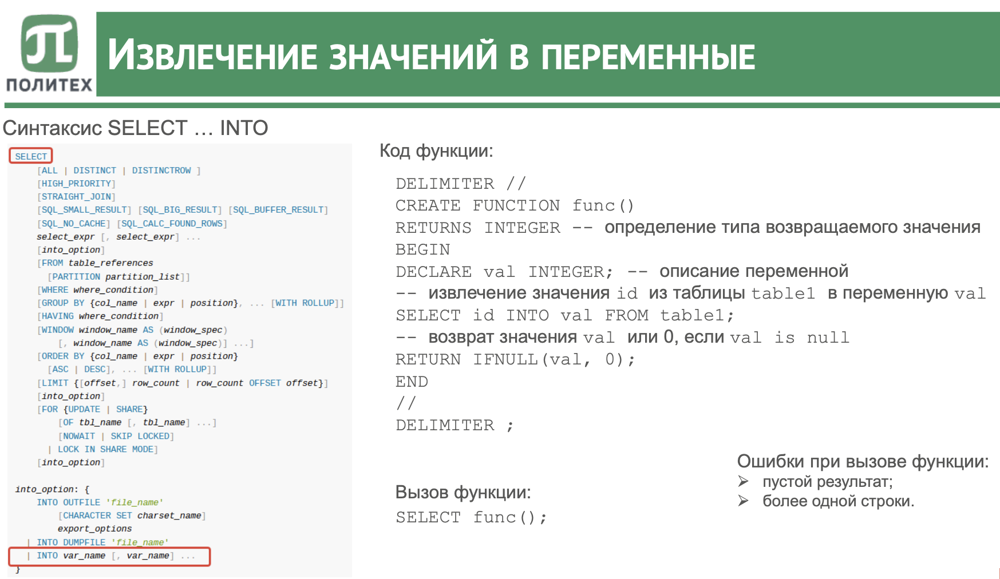 ПОЛИТЕХ
Извлечение значений в переменные
Синтаксис SELECT … INTO
SELECT
[ALL | DISTINCT | DISTINCTROW ]
[HIGH_PRIORITY]
[STRAIGHT_JOIN]
[SQL_SMALL_RESULT] [SQL_BIG_RESULT] [SQL_BUFFER_RESULT]
[SQL_NO_CACHE] [SQL_CALC_FOUND_ROWS]
select_expr [, select_expr] ...
[into_option]
[FROM table_references
[PARTITION partition_list]]
[WHERE where_condition]
[GROUP BY {col_name | expr | position}, ... [WITH ROLLUP]]
[HAVING where_condition]
[WINDOW window_name AS (window_spec)
[, window_name AS (window_spec)] ...]
[ORDER BY {col_name | expr | position}
[ASC | DESC], ... [WITH ROLLUP]]
[LIMIT {[offset,] row_count | row_count OFFSET offset}]
[into_option]
[FOR {UPDATE | SHARE}
[OF tbl_name [, tbl_name] ...]
[NOWAIT | SKIP LOCKED]
| LOCK IN SHARE MODE]
[into_option]
into_option: {
INTO OUTFILE 'file_name'
[CHARACTER SET charset_name]
export_options
| INTO DUMPFILE 'file_name'
| INTO var_name [, var_name] ...
}
Код функции:
DELIMITER //
CREATE FUNCTION func()
RETURNS INTEGER -- определение типа возвращаемого значения
BEGIN
DECLARE val INTEGER; -- описание переменной
-- извлечение значения id из таблицы table1 в переменную val
SELECT id INTO val FROM table1;
-- возврат значения val или 0, если val is null
RETURN IFNULL(val, 0);
END
//
DELIMITER ;
Вызов функции:
SELECT func();
Ошибки при вызове функции:
➢ пустой результат;
➢ более одной строки.